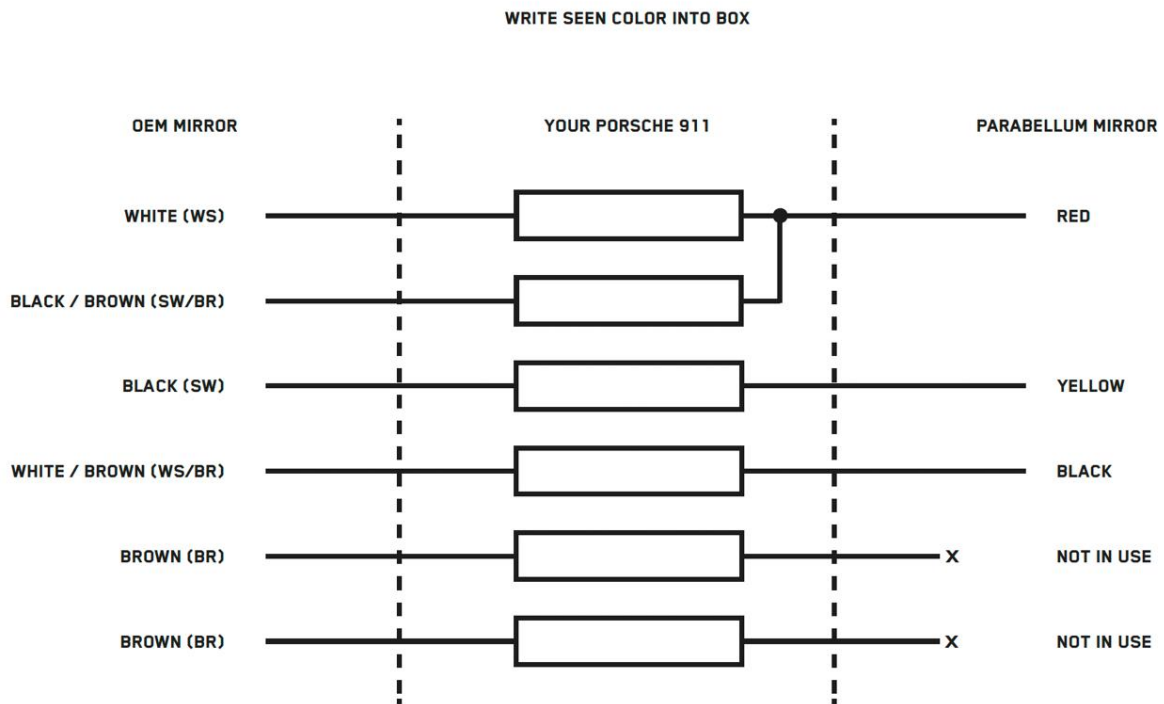 WRITE SEEN COLOR INTO BOX
OEM MIRROR YOUR PORSCHE 911 PARABELLUM MIRROR
WHITE (WS) RED
BLACK / BROWN (SW/BR)
BLACK (SW) YELLOW
WHITE / BROWN (WS/BR) BLACK
BROWN (BR) X NOT IN USE
BROWN (BR) X NOT IN USE